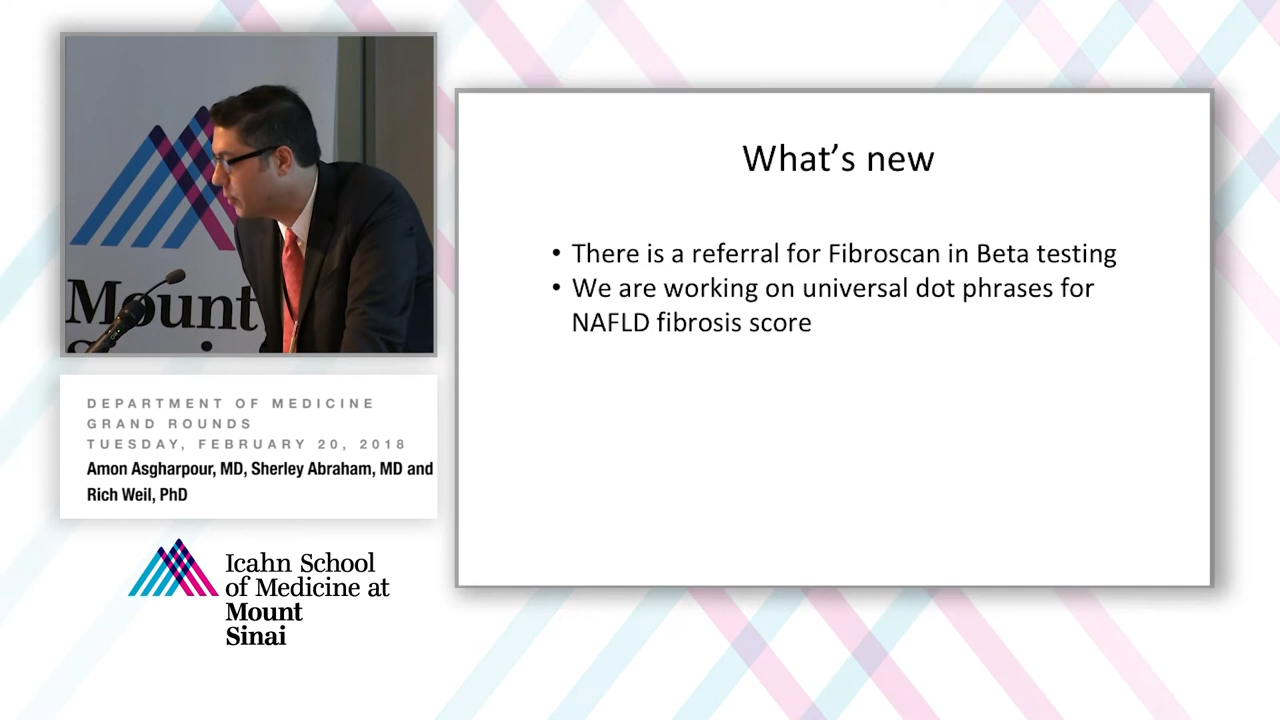 Mount
DEPARTMENT OF MEDICINE
GRAND ROUNDS
TUESDAY, FEBRUARY 20, 2018
Amon Asgharpour, MD, Sherley Abraham, MD and
Rich Weil, PhD
Icahn School
of Medicine at
Mount
Sinai
What's new
• There is a referral for Fibroscan in Beta testing
• We are working on universal dot phrases for
NAFLD fibrosis score